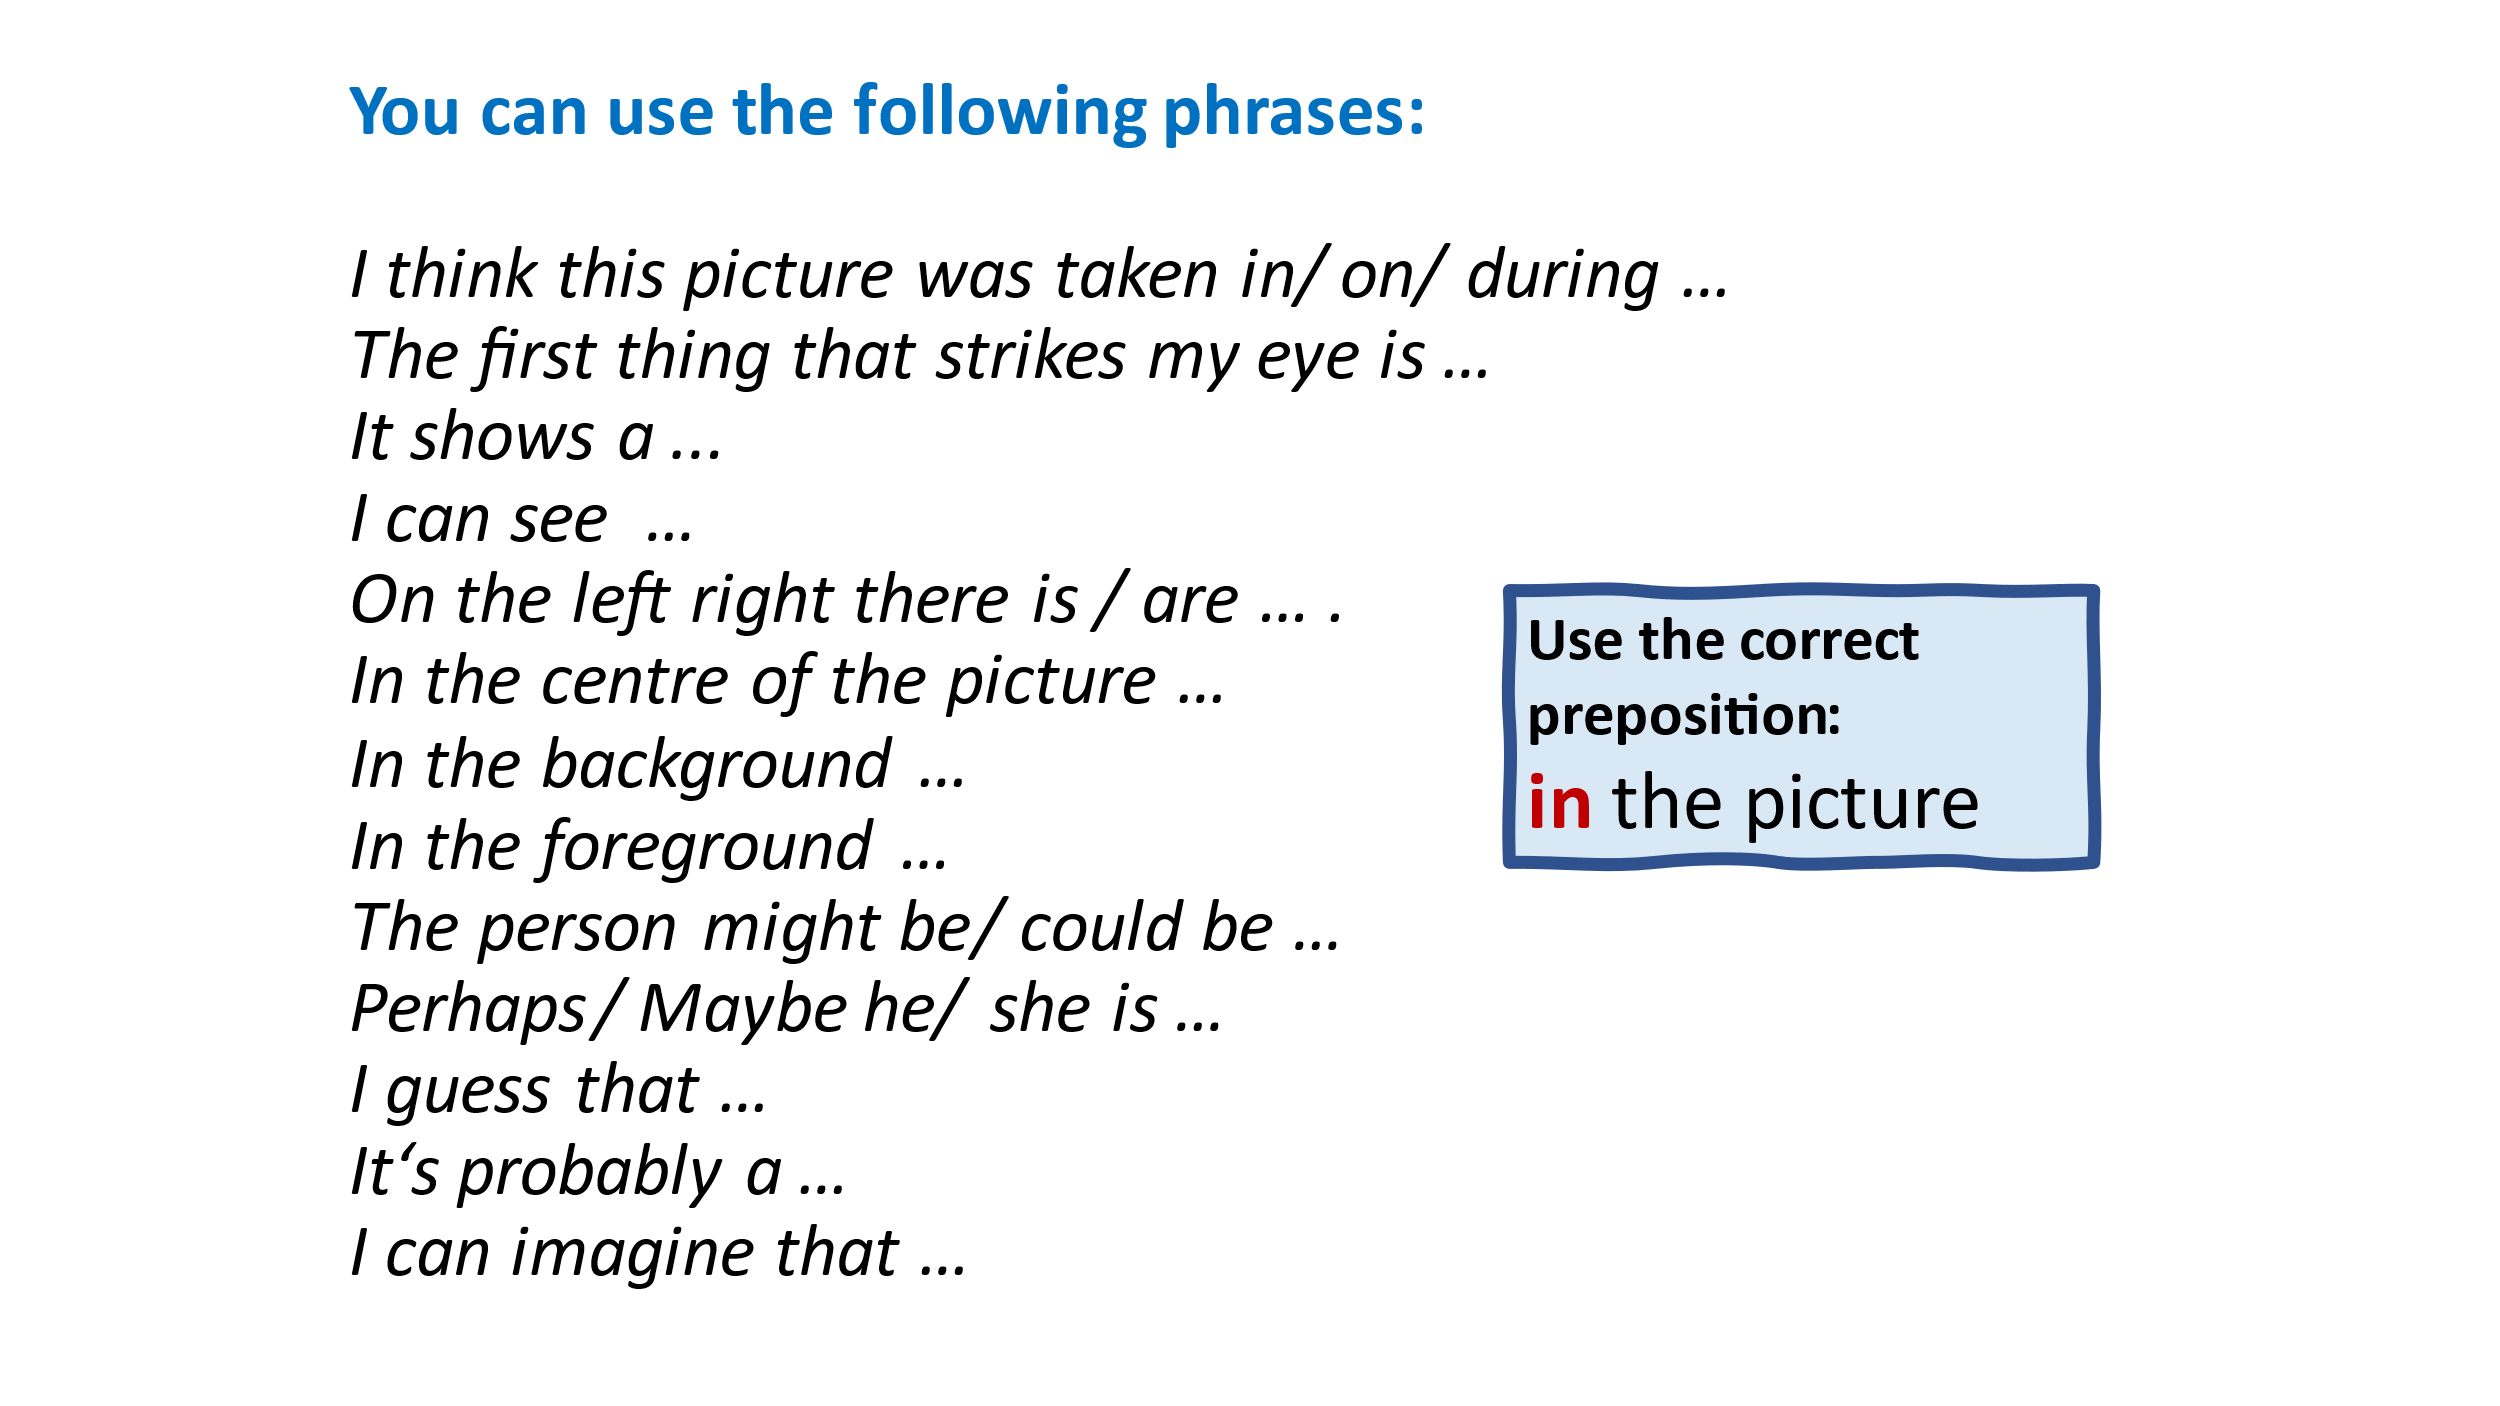 You can use the following phrases:
I think this picture was taken in/ on/ during …
The first thing that strikes my eye is …
It shows a …
I can see  …
On the left right there is / are … .
In the centre of the picture …
In the background …
In the foreground …
The person might be/ could be …
Perhaps/ Maybe he/ she is …
I guess that …
It‘s probably a …
I can imagine that …
Use the correct
preposition:
in the picture